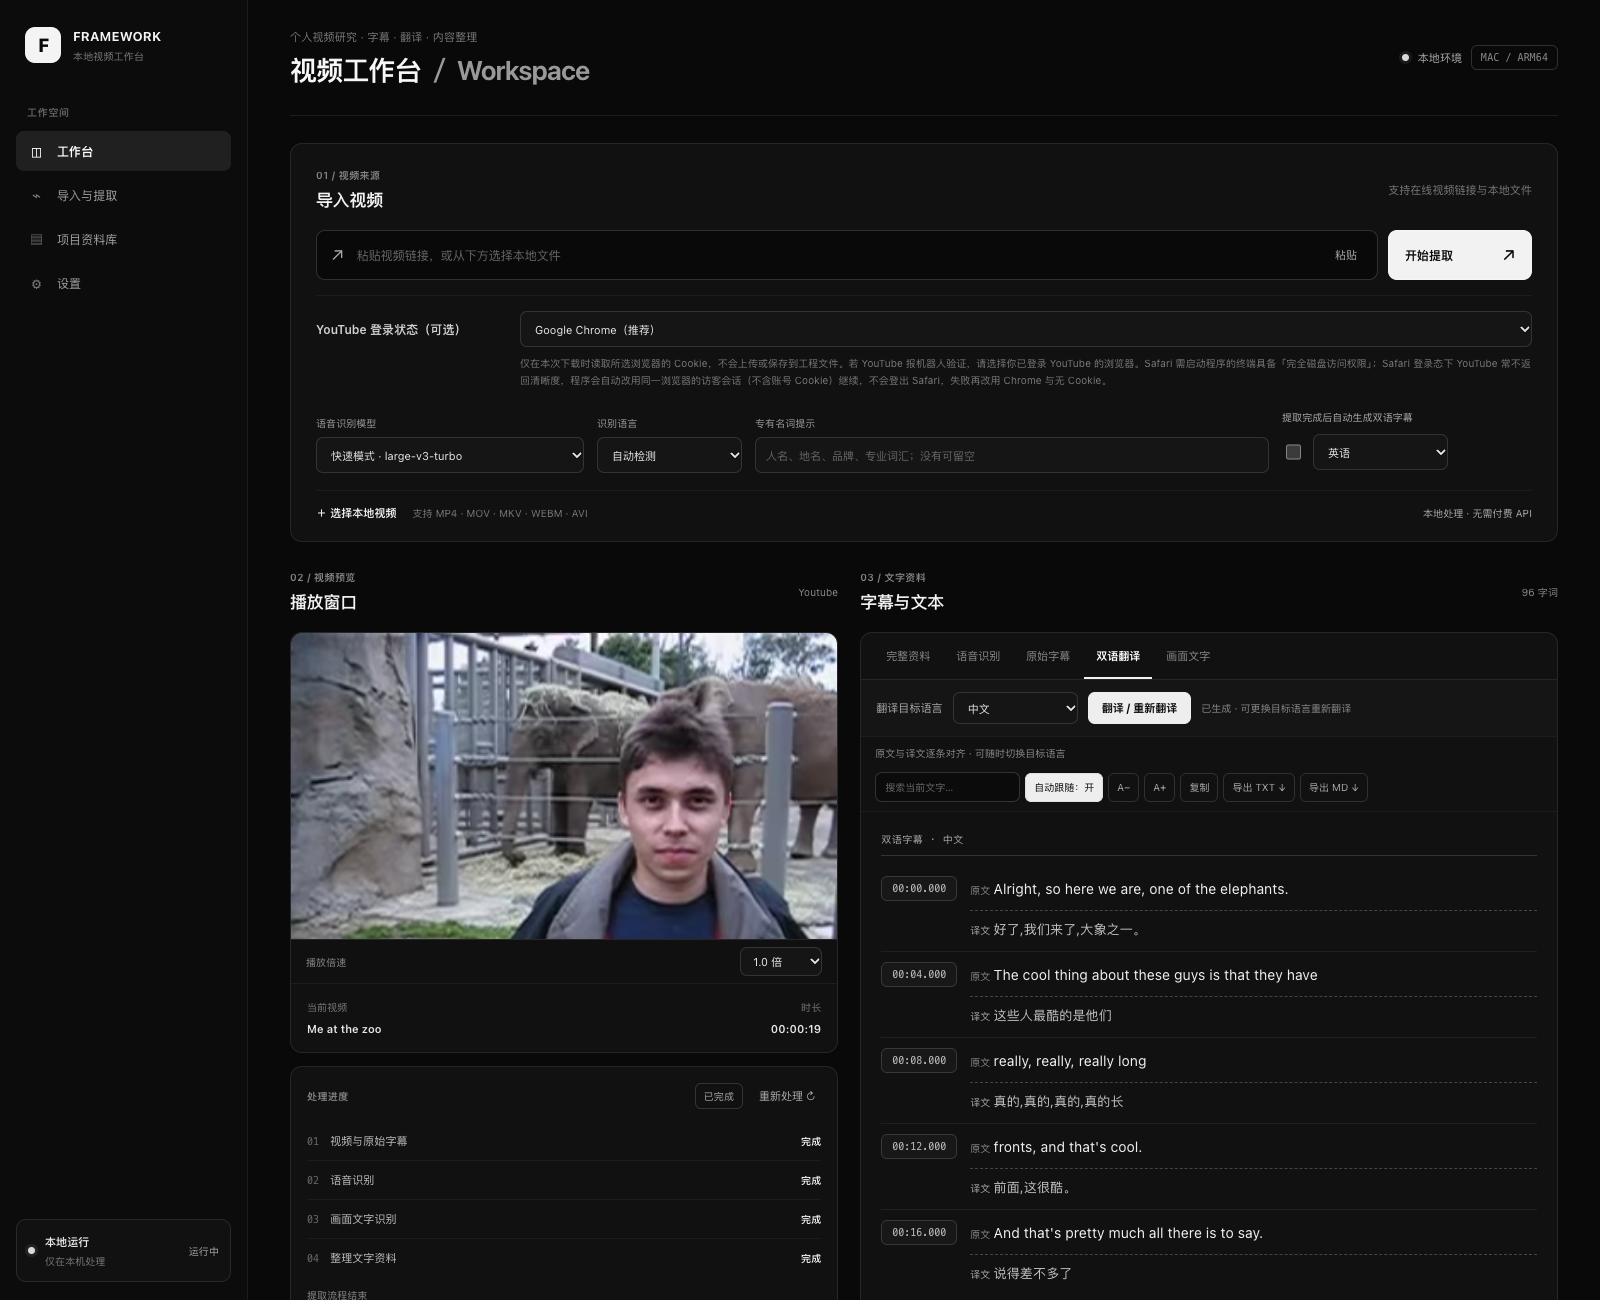 F
FRAMEWORK
本地视频工作台
工作空间
工作台
导入与提取
项目资料库
设置
本地运行
仅在本机处理
运行中
个人视频研究 · 字幕 · 翻译 · 内容整理
视频工作台 / Workspace
本地环境
MAC / ARM64
01 / 视频来源
导入视频
支持在线视频链接与本地文件
粘贴视频链接，或从下方选择本地文件
粘贴
开始提取
YouTube 登录状态（可选）
Google Chrome（推荐）
仅在本次下载时读取所选浏览器的 Cookie，不会上传或保存到工程文件。若 YouTube 报机器人验证，请选择你已登录 YouTube 的浏览器。Safari 需启动程序的终端具备「完全磁盘访问权限」；Safari 登录态下 YouTube 常不返
回清晰度，程序会自动改用同一浏览器的访客会话（不含账号 Cookie）继续，不会登出 Safari，失败再改用 Chrome 与无 Cookie。
语音识别模型
识别语言
专有名词提示
提取完成后自动生成双语字幕
快速模式 · large-v3-turbo
自动检测
人名、地名、品牌、专业词汇；没有可留空
英语
+ 选择本地视频
支持 MP4 · MOV · MKV · WEBM · AVI
本地处理 · 无需付费 API
02 / 视频预览
播放窗口
Youtube
播放倍速
1.0 倍
当前视频
时长
Me at the zoo
00:00:19
处理进度
已完成
重新处理 ↻
01 视频与原始字幕 完成
02 语音识别 完成
03 画面文字识别 完成
04 整理文字资料 完成
提取流程结束
03 / 文字资料
字幕与文本
96 字词
完整资料
语音识别
原始字幕
双语翻译
画面文字
翻译目标语言
中文
翻译 / 重新翻译
已生成 · 可更换目标语言重新翻译
原文与译文逐条对齐 · 可随时切换目标语言
搜索当前文字...
自动跟随：开
A−
A+
复制
导出 TXT ↓
导出 MD ↓
双语字幕 · 中文
00:00.000
原文 Alright, so here we are, one of the elephants.
译文 好了,我们来了,大象之一。
00:04.000
原文 The cool thing about these guys is that they have
译文 这些人最酷的是他们
00:08.000
原文 really, really, really long
译文 真的,真的,真的,真的长
00:12.000
原文 fronts, and that's cool.
译文 前面,这很酷。
00:16.000
原文 And that's pretty much all there is to say.
译文 说得差不多了